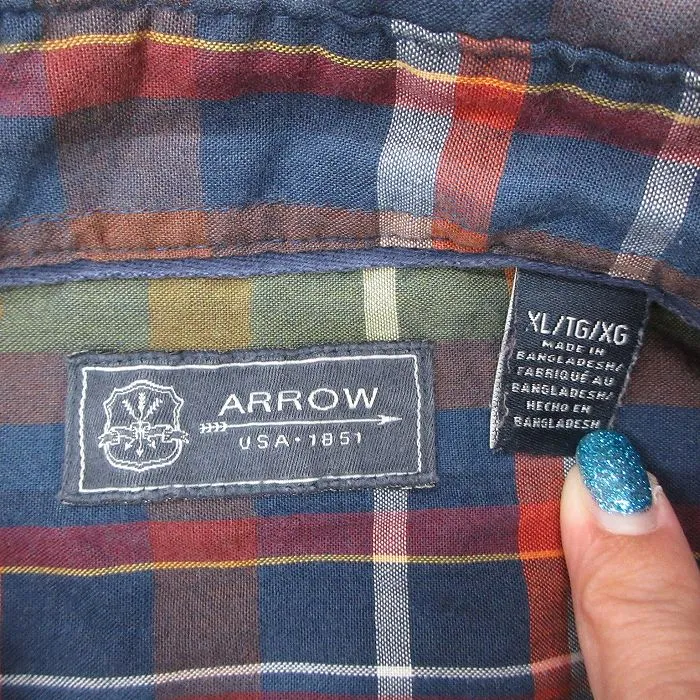 ARROW
USA·1851
XL/TG/XG
MADE IN
BANGLADESH/
FABRIQUÉ AU
BANGLADESH/
HECHO EN
BANGLADESH